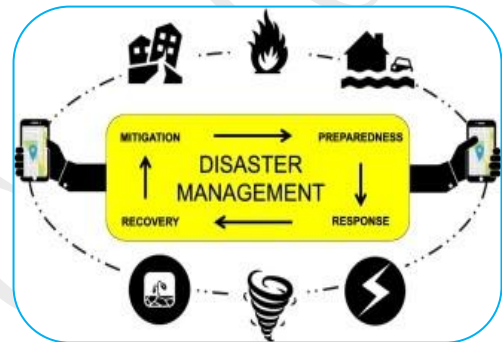 MITIGATION PREPAREDNESS
DISASTER
MANAGEMENT
RECOVERY RESPONSE